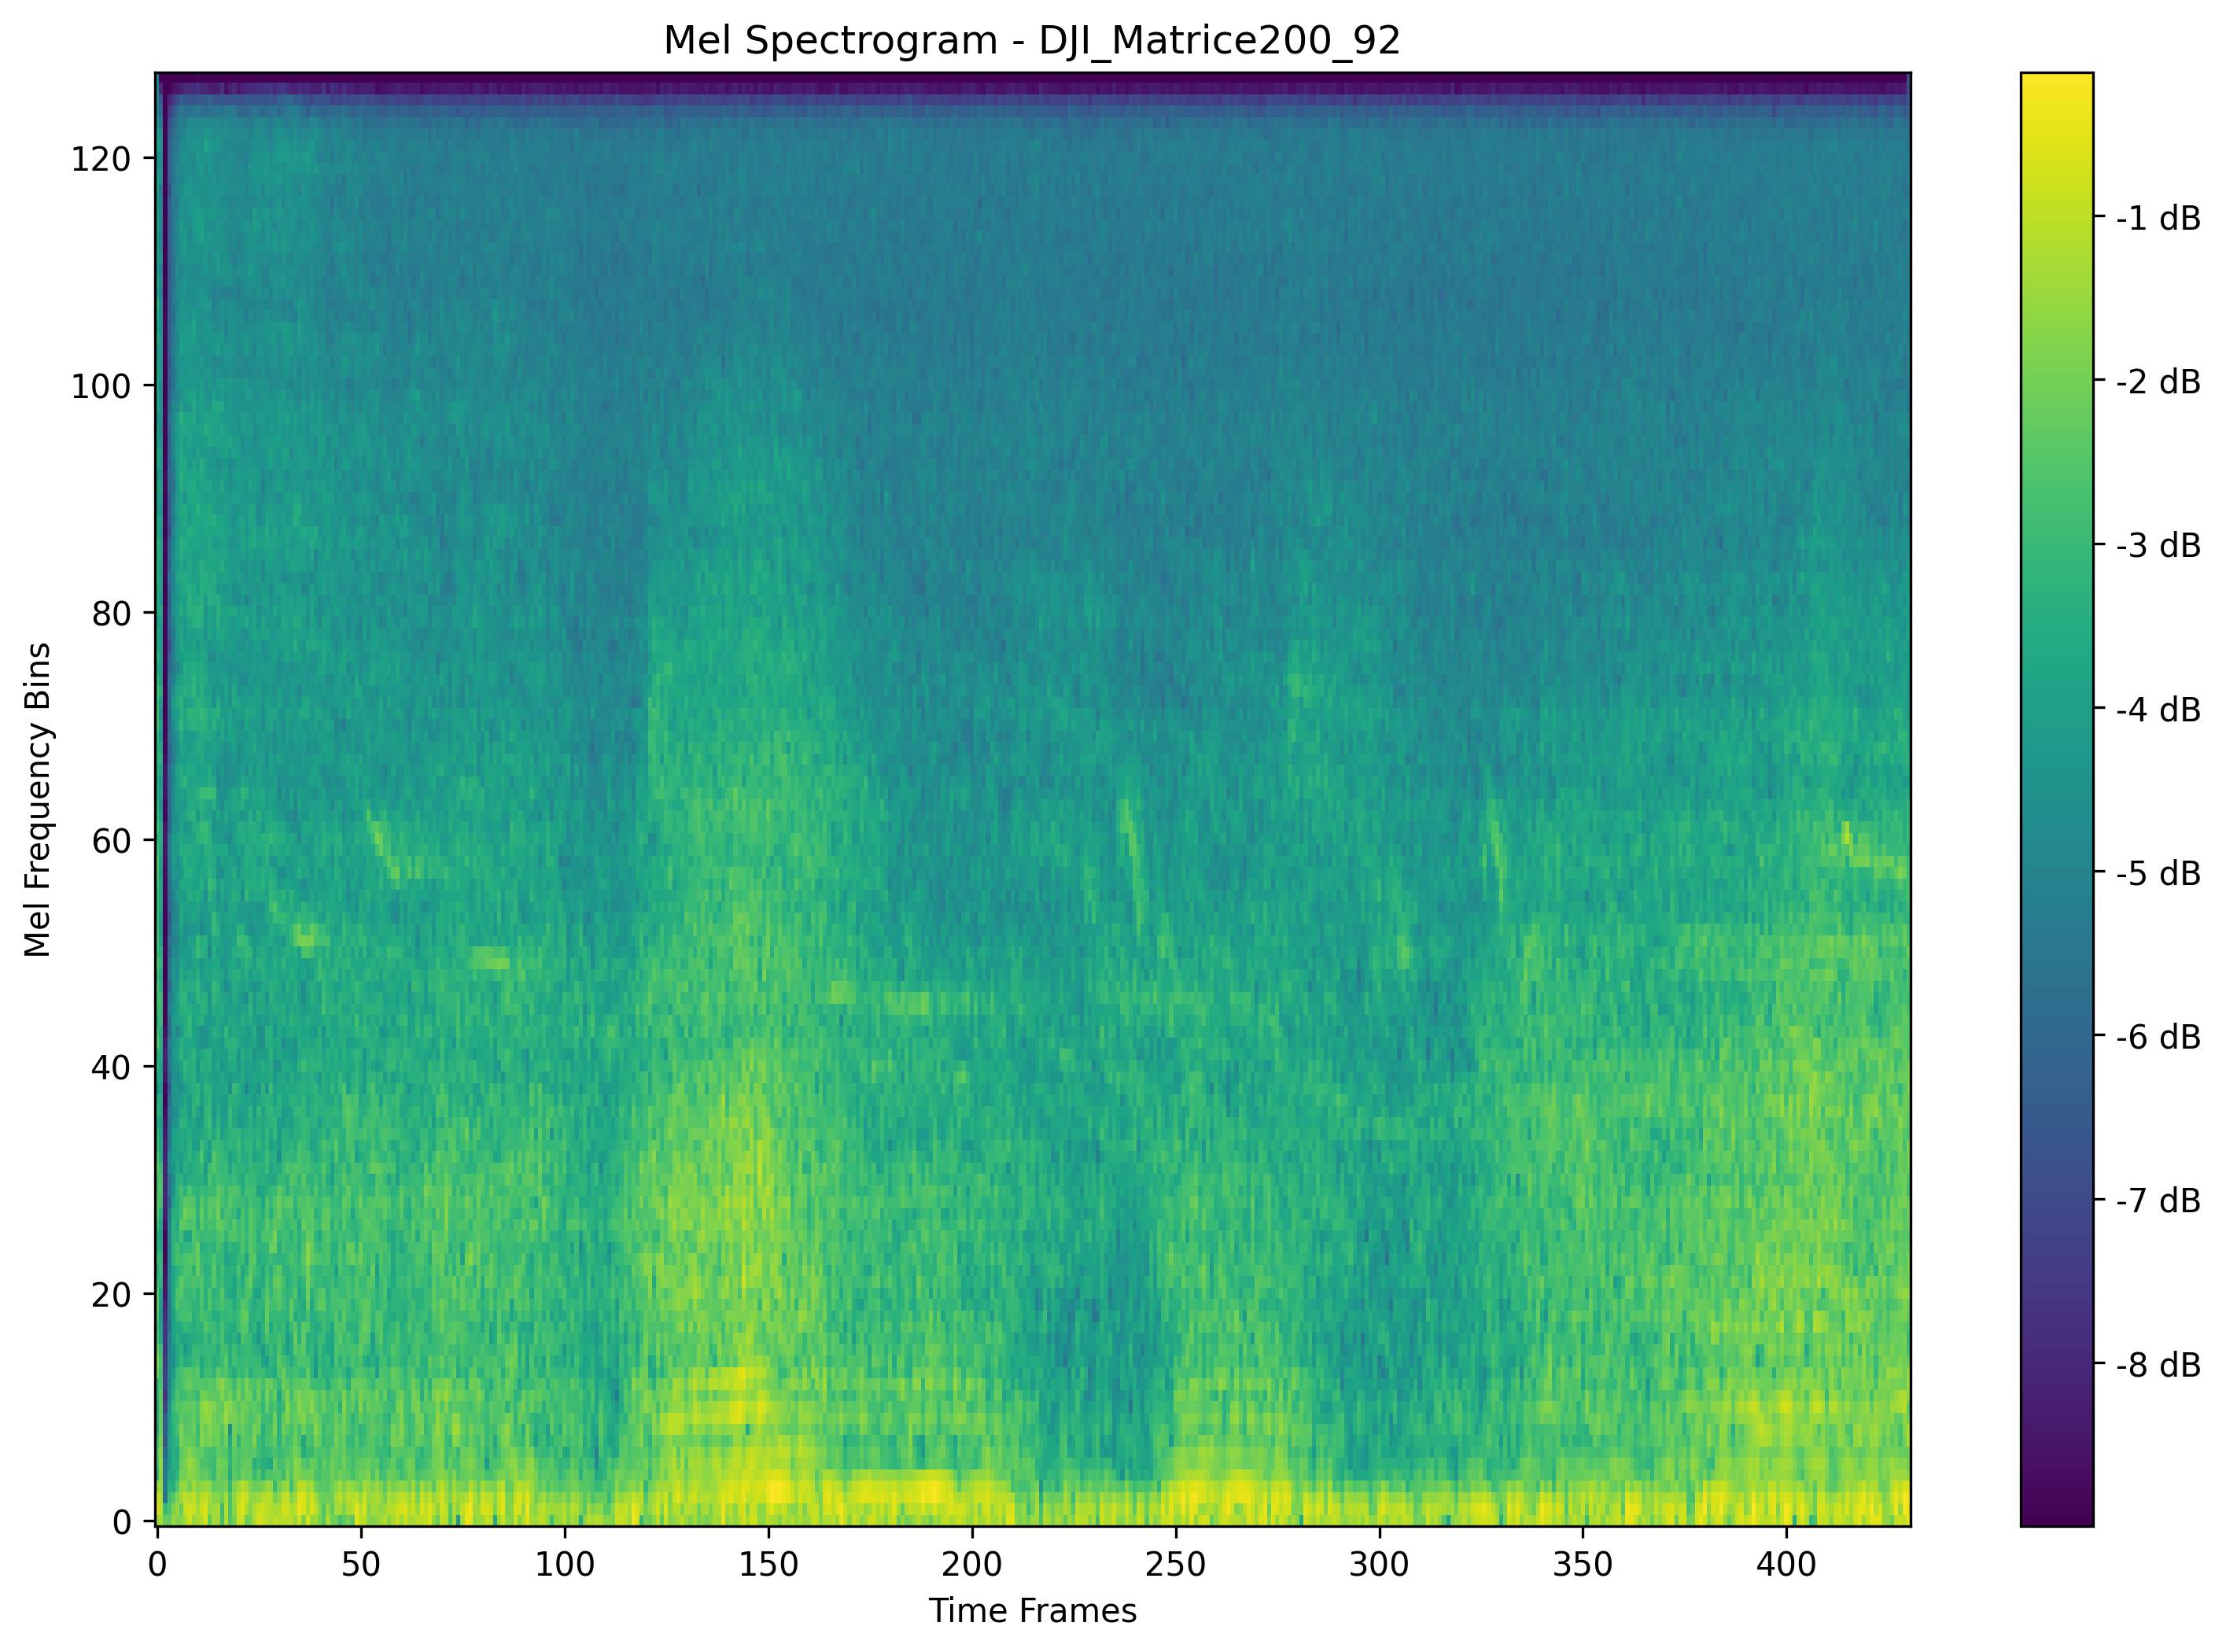 Mel Spectrogram - DJI_Matrice200_92
Mel Frequency Bins
120
100
80
60
40
20
0
0 50 100 150 200 250 300 350 400
Time Frames
-1 dB
-2 dB
-3 dB
-4 dB
-5 dB
-6 dB
-7 dB
-8 dB